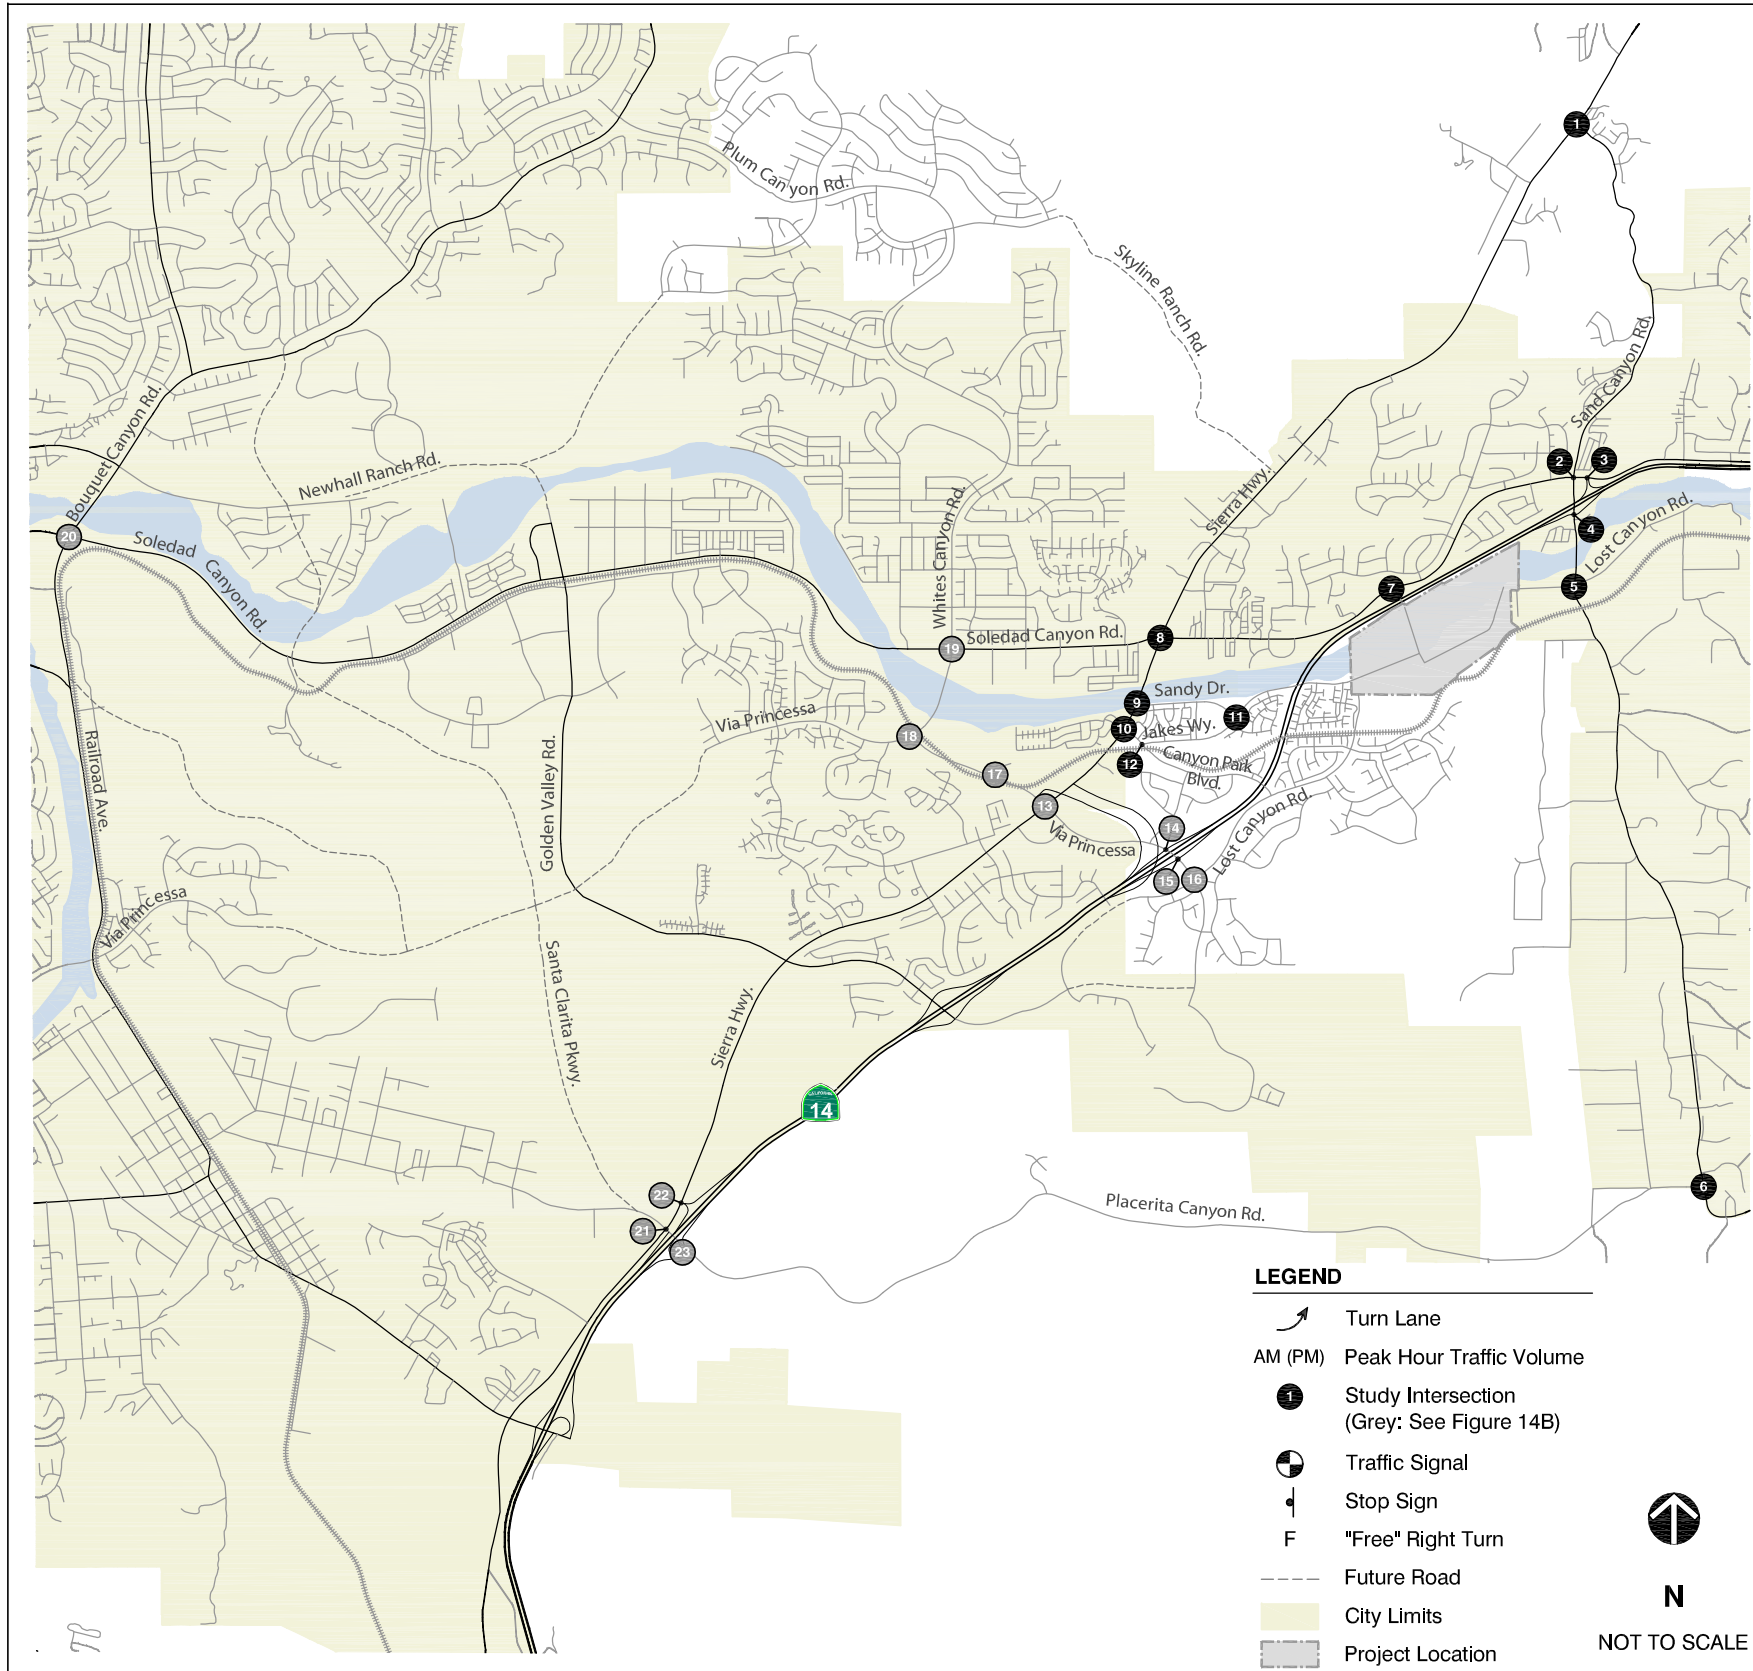 1
Plum Canyon Rd.
Skyline Ranch Rd.
Sand Canyon Rd.
Bouquet Canyon Rd.
Newhall Ranch Rd.
Sierra Hwy.
2
3
Whites Canyon Rd.
Lost Canyon Rd.
4
20
Soledad
Canyon Rd.
5
7
8
Soledad Canyon Rd.
19
Sandy Dr.
9
11
10
Jakes Wy.
Via Princessa
18
12
Canyon Park
Blvd.
17
Railroad Ave.
Golden Valley Rd.
13
14
Via Princessa
Lost Canyon Rd.
15
16
Via Princessa
Santa Clarita Pkwy.
Sierra Hwy.
CALIFORNIA
14
6
22
Placerita Canyon Rd.
21
23
LEGEND
Turn Lane
AM (PM) Peak Hour Traffic Volume
1 Study Intersection
(Grey: See Figure 14B)
Traffic Signal
Stop Sign
F "Free" Right Turn
Future Road
City Limits
Project Location
N
NOT TO SCALE